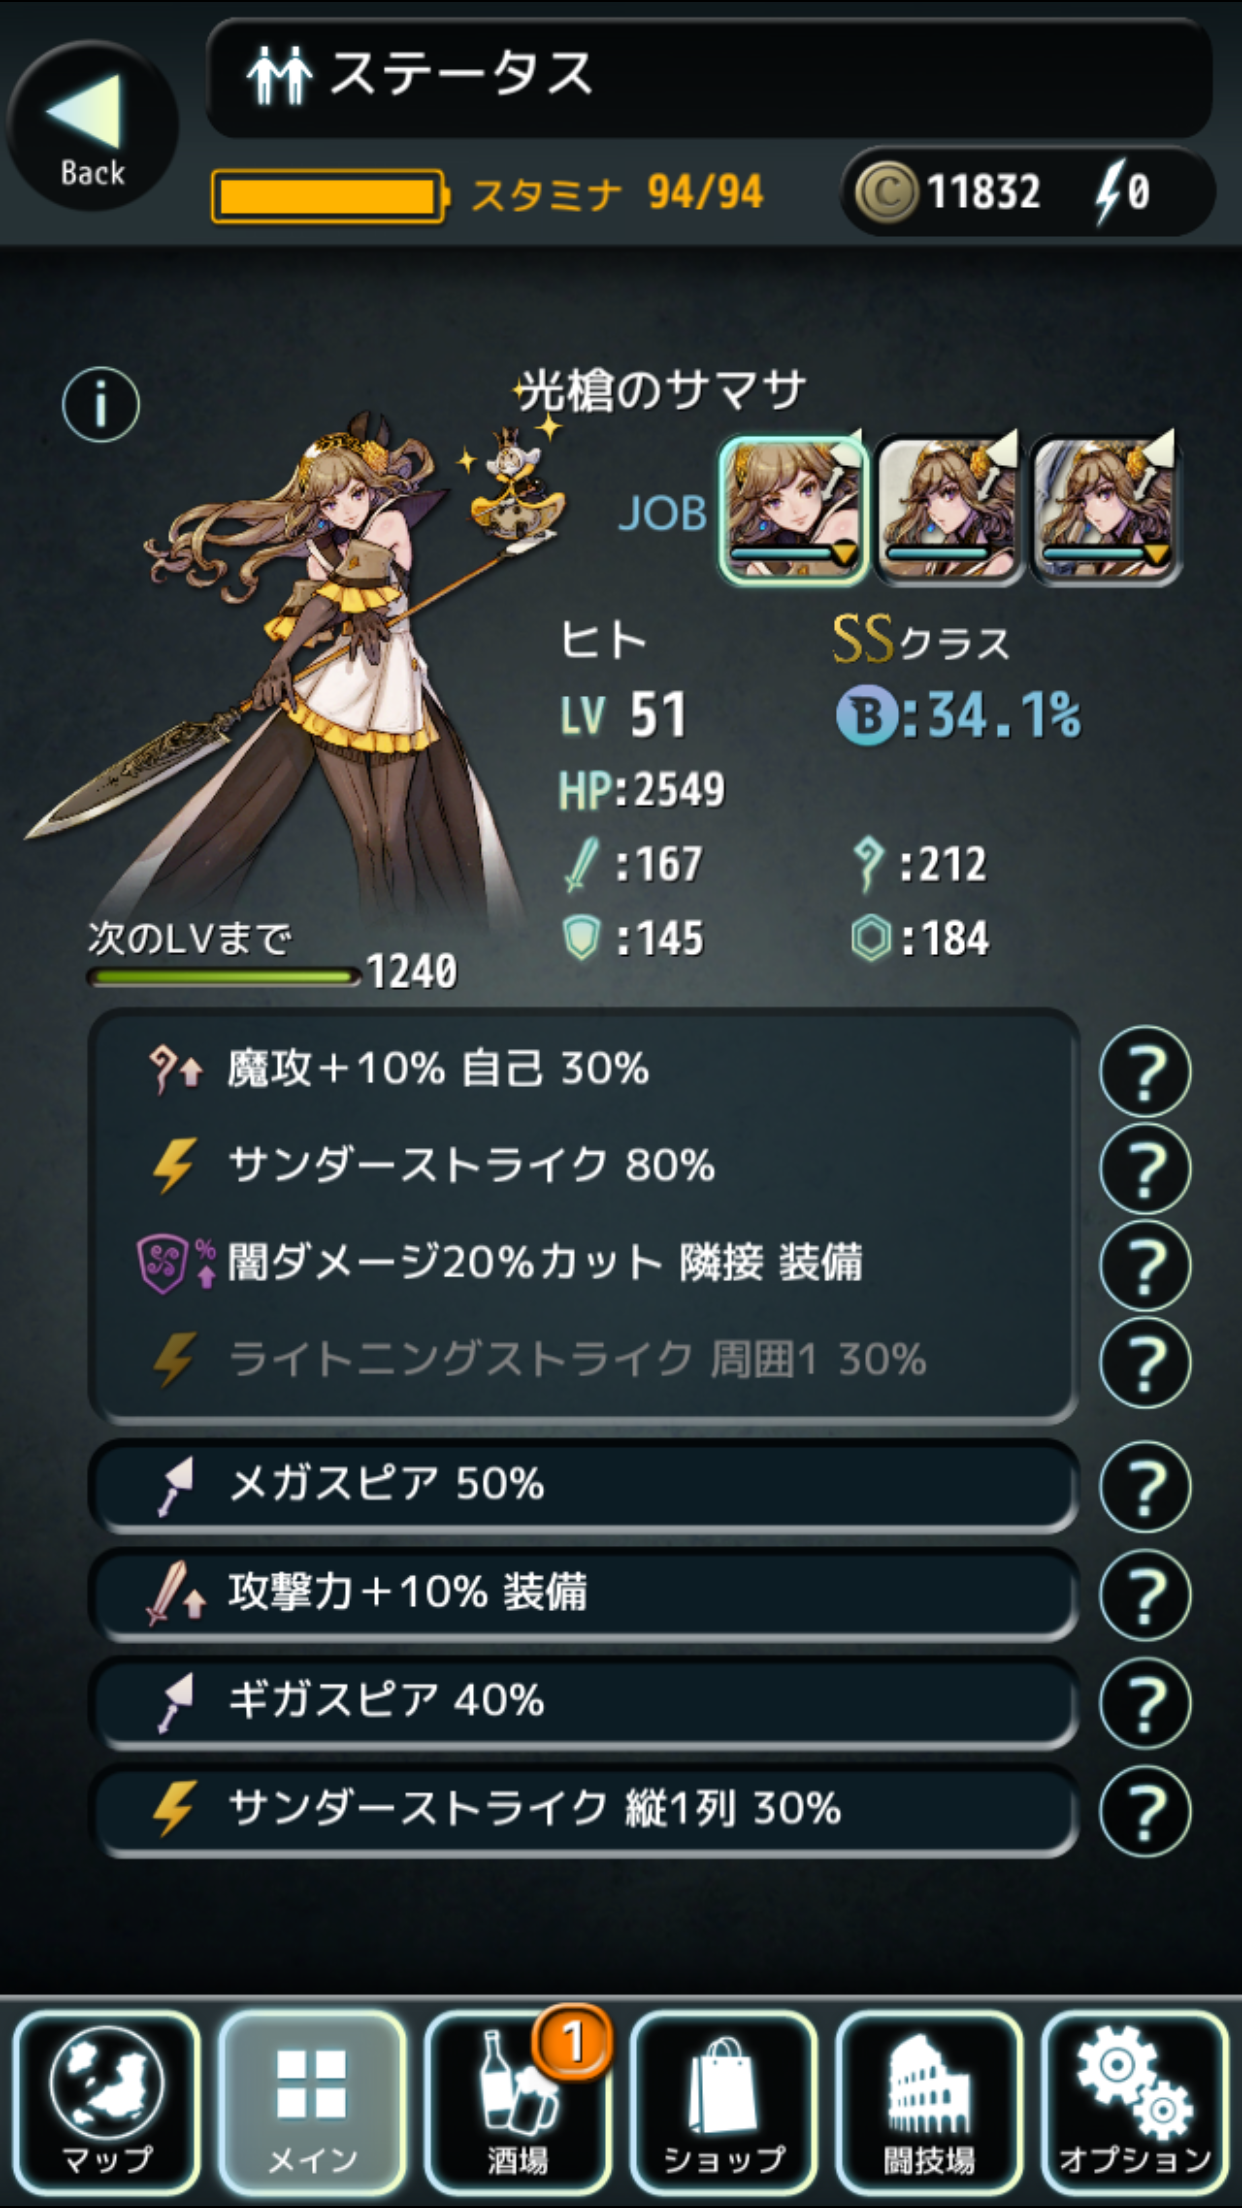 ステータス
Back
スタミナ 94/94
C 11832 0
i
光槍のサマサ
JOB
ヒト
SSクラス
LV 51
B:34.1%
HP:2549
:167
:212
:145
:184
次のLVまで
1240
魔攻＋10% 自己 30% ?
サンダーストライク 80% ?
闇ダメージ20%カット 隣接 装備 ?
%
ライトニングストライク 周囲1 30% ?
メガスピア 50% ?
攻撃力＋10% 装備 ?
ギガスピア 40% ?
サンダーストライク 縦1列 30% ?
1
マップ
メイン
酒場
ショップ
闘技場
オプション